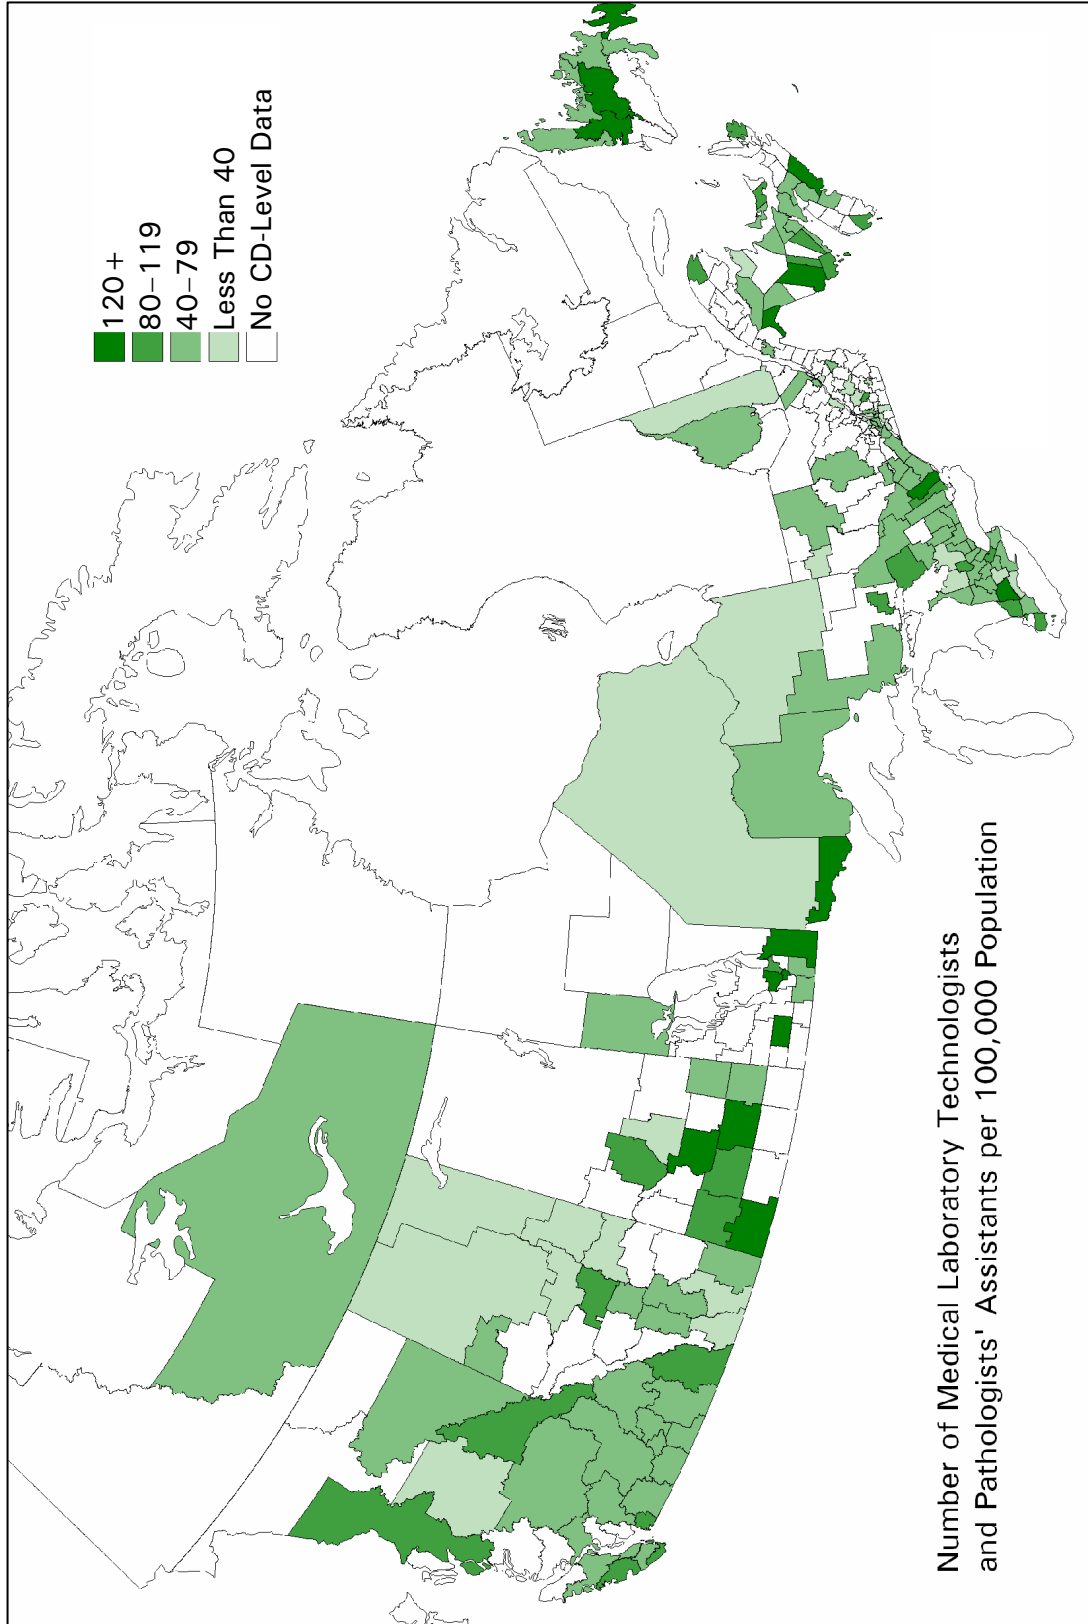 120+
80–119
40–79
Less Than 40
No CD-Level Data
Number of Medical Laboratory Technologists
and Pathologists' Assistants per 100,000 Population